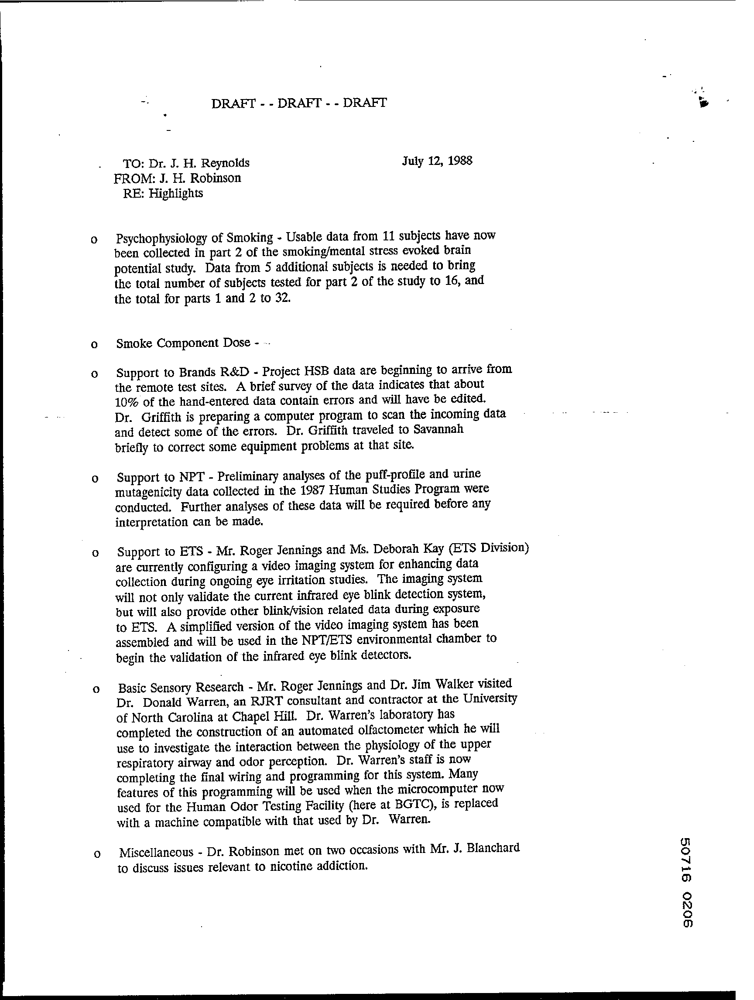 DRAFT - - DRAFT - - DRAFT
TO: Dr. J. H. Reynolds July 12, 1988
FROM: J. H. Robinson
RE: Highlights
o Psychophysiology of Smoking - Usable data from 11 subjects have now
been collected in part 2 of the smoking/mental stress evoked brain
potential study. Data from 5 additional subjects is needed to bring
the total number of subjects tested for part 2 of the study to 16, and
the total for parts 1 and 2 to 32.
o Smoke Component Dose -
o Support to Brands R&D - Project HSB data are beginning to arrive from
the remote test sites. A brief survey of the data indicates that about
10% of the hand-entered data contain errors and will have be edited.
Dr. Griffith is preparing a computer program to scan the incoming data
and detect some of the errors. Dr. Griffith traveled to Savannah
briefly to correct some equipment problems at that site.
o Support to NPT - Preliminary analyses of the puff-profile and urine
mutagenicity data collected in the 1987 Human Studies Program were
conducted. Further analyses of these data will be required before any
interpretation can be made.
o Support to ETS - Mr. Roger Jennings and Ms. Deborah Kay (ETS Division)
are currently configuring a video imaging system for enhancing data
collection during ongoing eye irritation studies. The imaging system
will not only validate the current infrared eye blink detection system,
but will also provide other blink/vision related data during exposure
to ETS. A simplified version of the video imaging system has been
assembled and will be used in the NPT/ETS environmental chamber to
begin the validation of the infrared eye blink detectors.
o Basic Sensory Research - Mr. Roger Jennings and Dr. Jim Walker visited
Dr. Donald Warren, an RJRT consultant and contractor at the University
of North Carolina at Chapel Hill. Dr. Warren's laboratory has
completed the construction of an automated olfactometer which he will
use to investigate the interaction between the physiology of the upper
respiratory airway and odor perception. Dr. Warren's staff is now
completing the final wiring and programming for this system. Many
features of this programming will be used when the microcomputer now
used for the Human Odor Testing Facility (here at BGTC), is replaced
with a machine compatible with that used by Dr. Warren.
o Miscellaneous - Dr. Robinson met on two occasions with Mr. J. Blanchard
to discuss issues relevant to nicotine addiction.
50716 0206